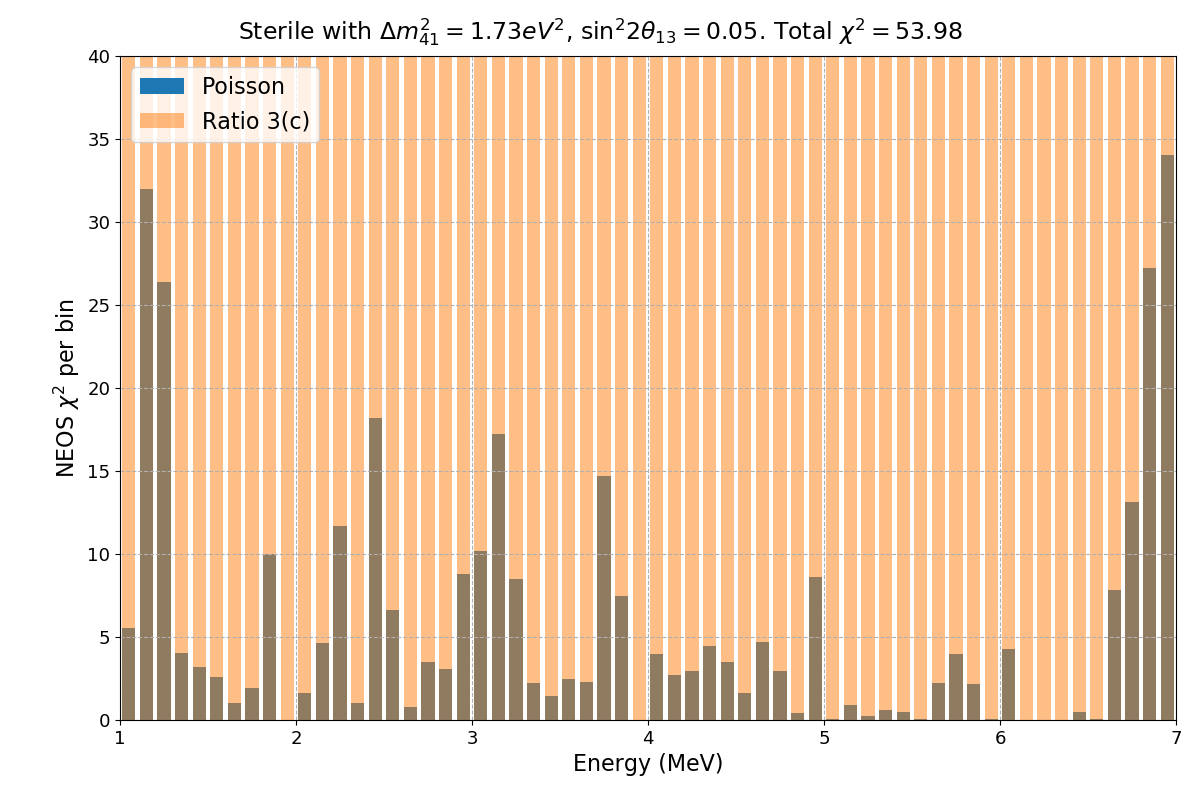 Sterile with Δm²₄₁ = 1.73eV², sin²2θ₁₃ = 0.05. Total χ² = 53.98
Poisson
Ratio 3(c)
NEOS χ² per bin
40
35
30
25
20
15
10
5
0
1 2 3 4 5 6 7
Energy (MeV)